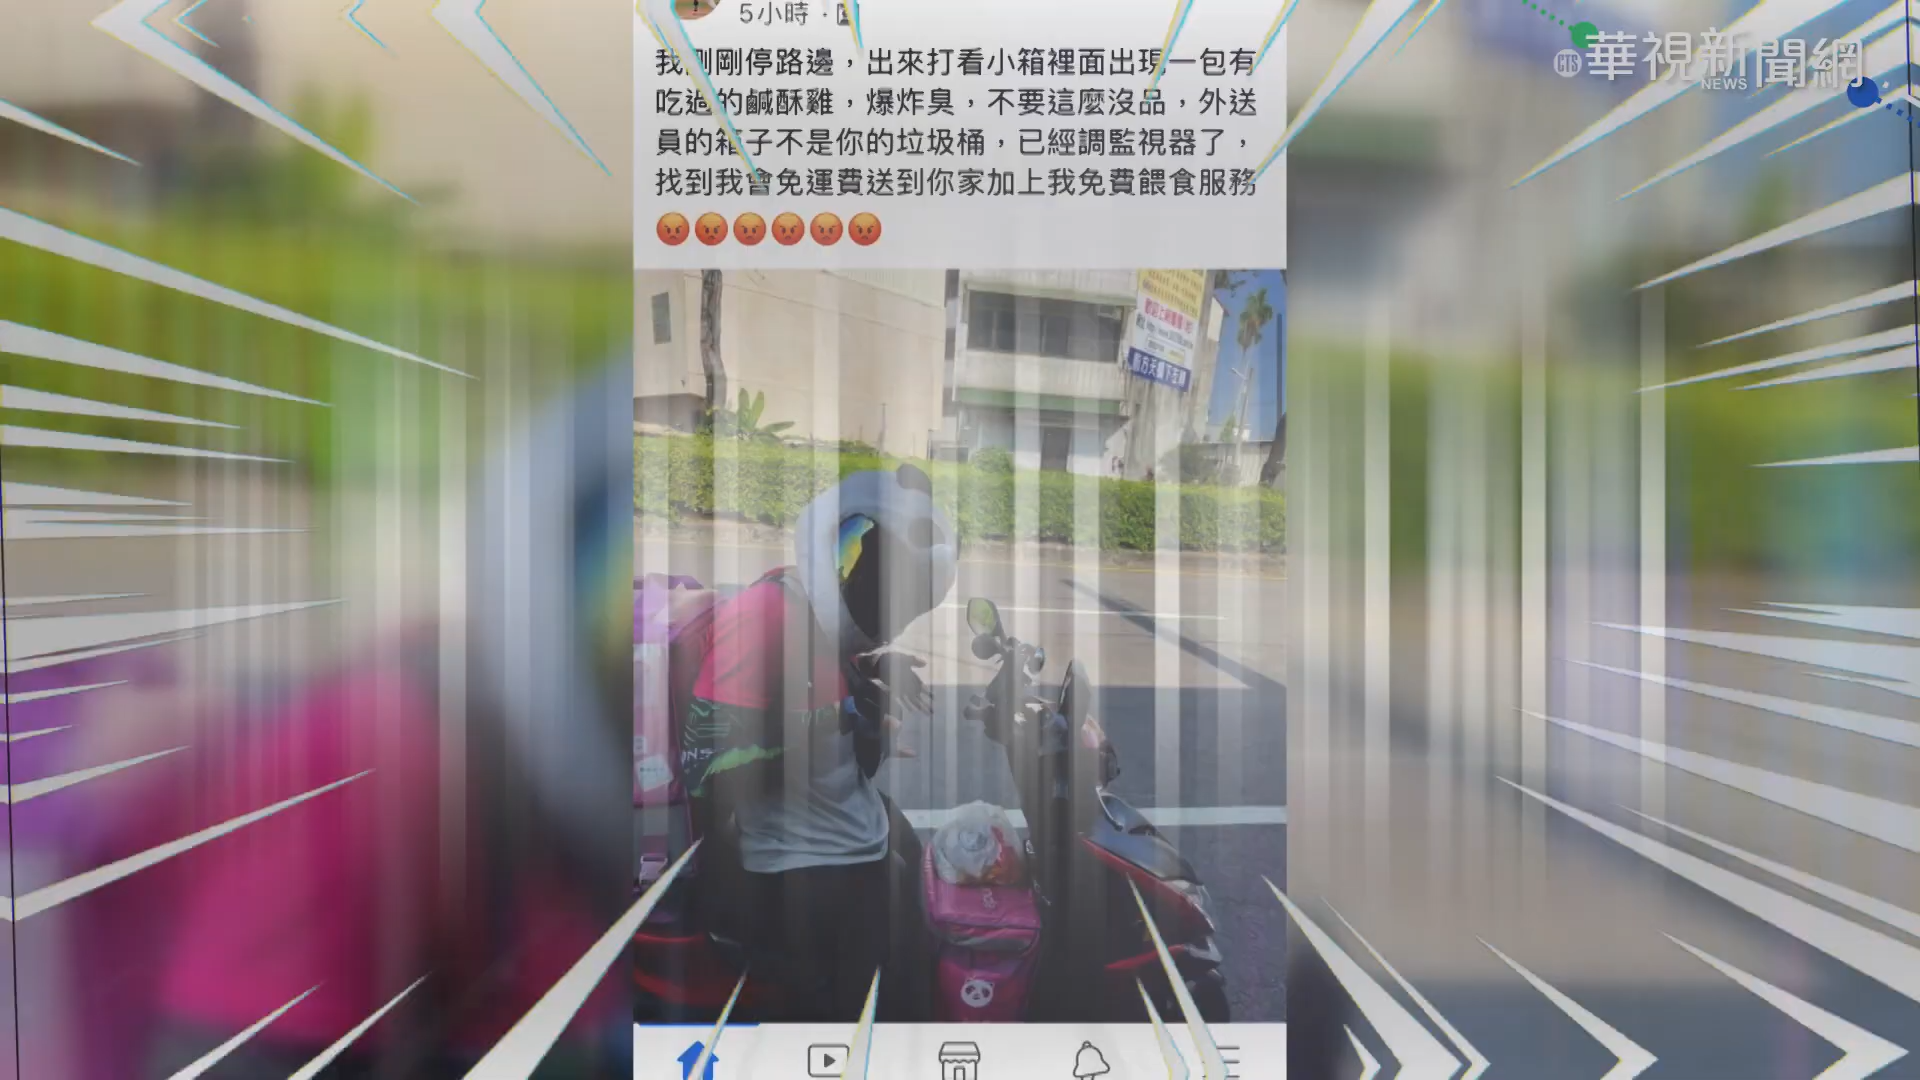 5小時
CTS 華視新聞網
NEWS
我剛剛停路邊，出來打看小箱裡面出現一包有
吃過的鹹酥雞，爆炸臭，不要這麼沒品，外送
員的箱子不是你的垃圾桶，已經調監視器了，
找到我會免運費送到你家加上我免費餵食服務